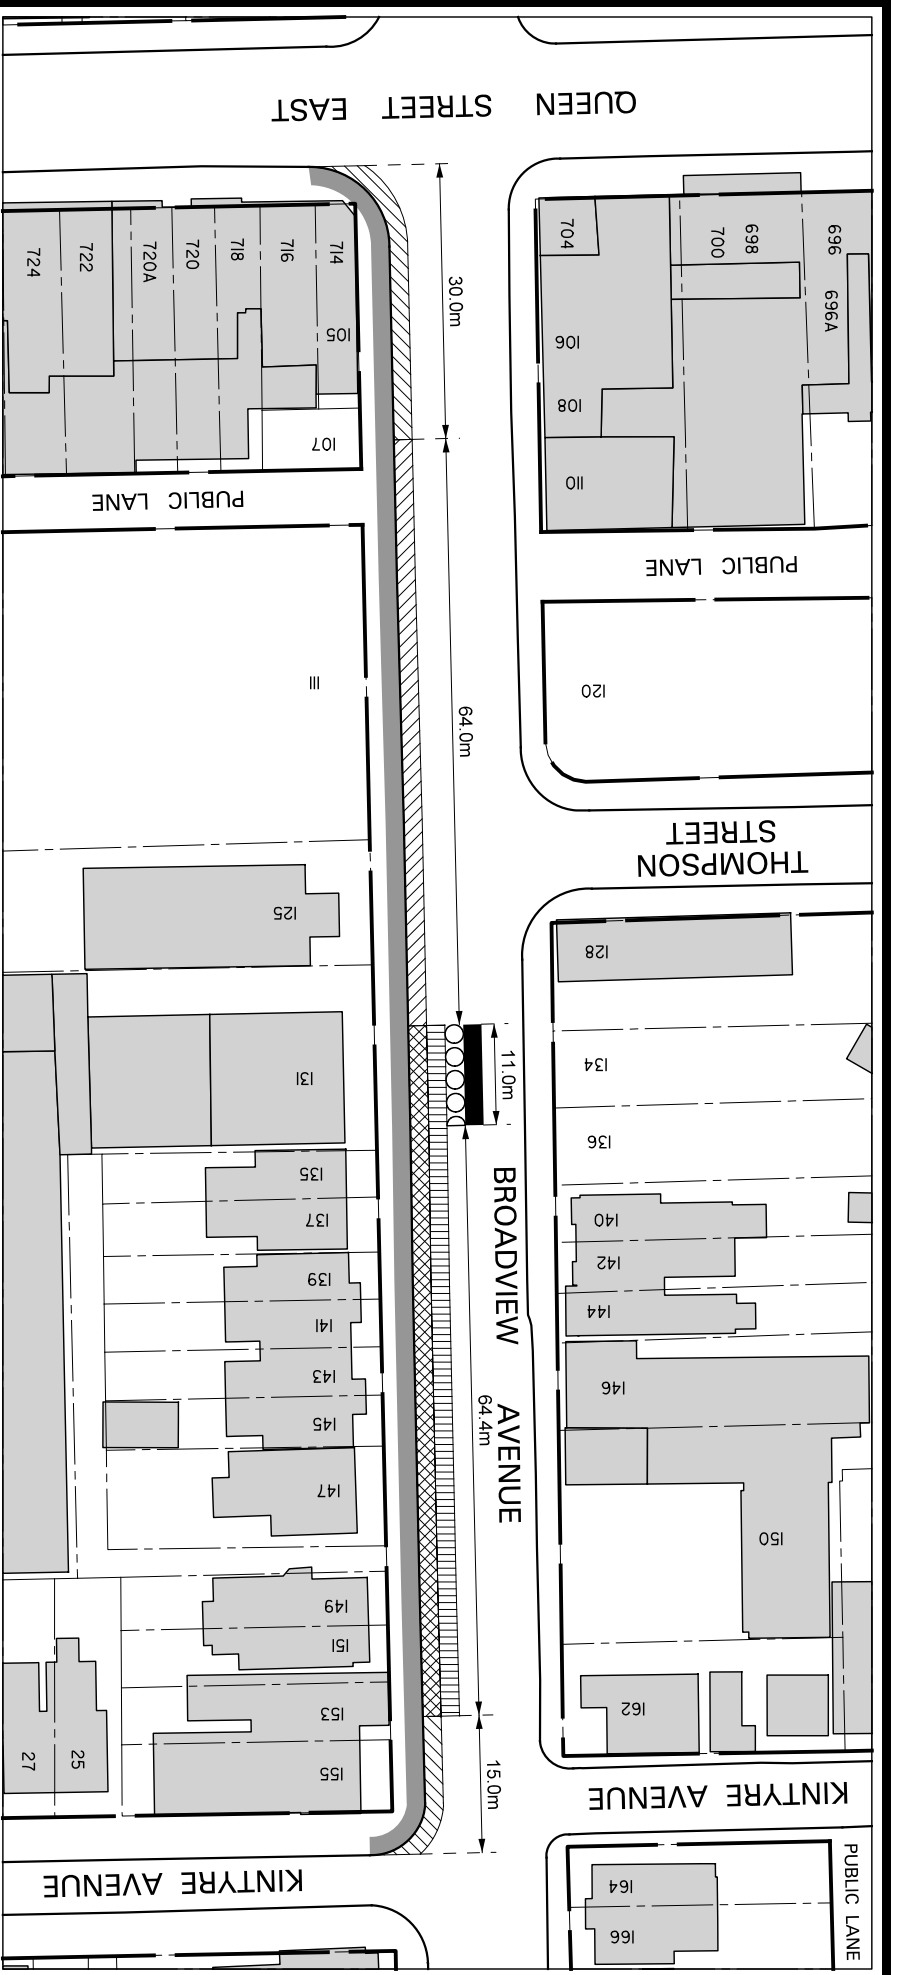 QUEEN STREET EAST
724
722
720A
720
718
716
714
105
107
PUBLIC LANE
30.0m
704
700
698
696
696A
106
108
110
PUBLIC LANE
111
64.0m
120
THOMPSON
STREET
125
128
131
11.0m
134
136
135
137
139
141
143
145
147
BROADVIEW AVENUE
64.4m
140
142
144
146
150
149
151
153
155
27
25
162
15.0m
KINTYRE AVENUE
KINTYRE AVENUE
PUBLIC LANE
164
166